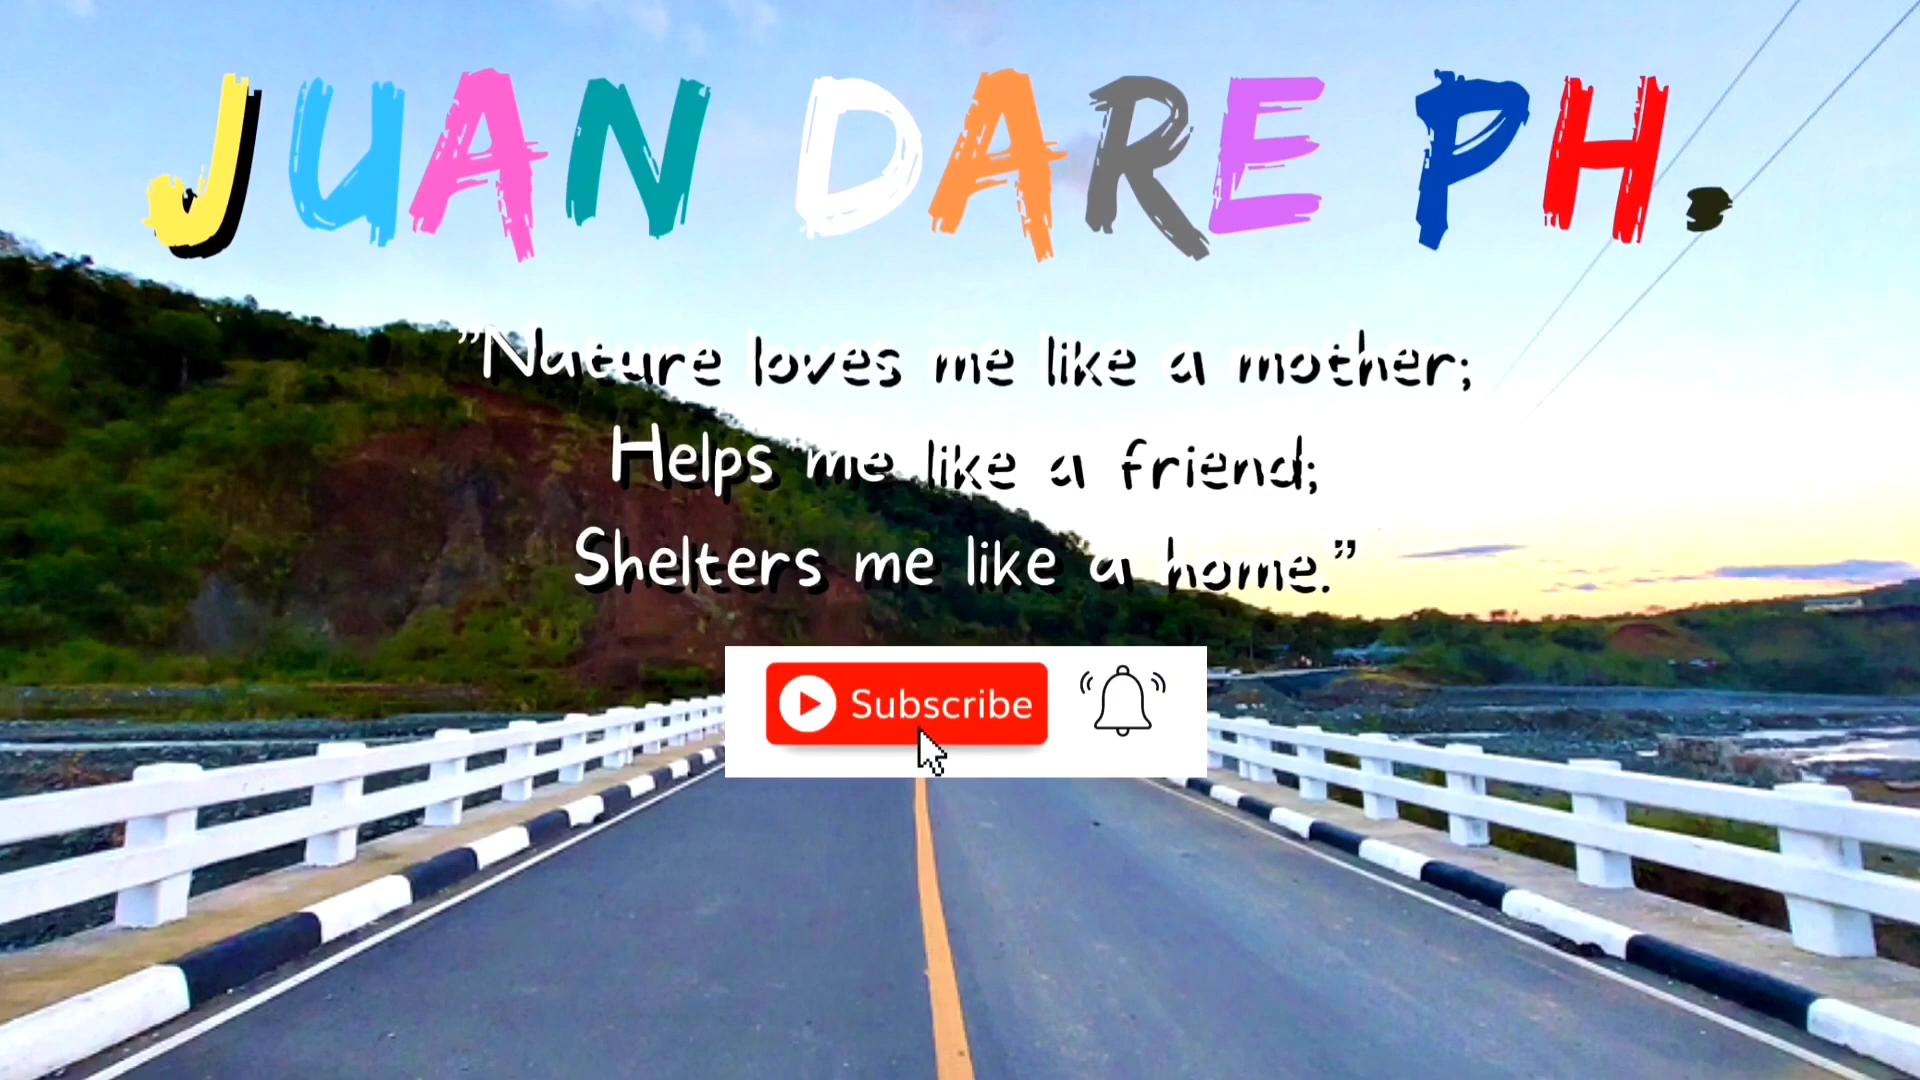 JUAN DARE PH.
"Nature loves me like a mother;
Helps me like a friend;
Shelters me like a home."
Subscribe